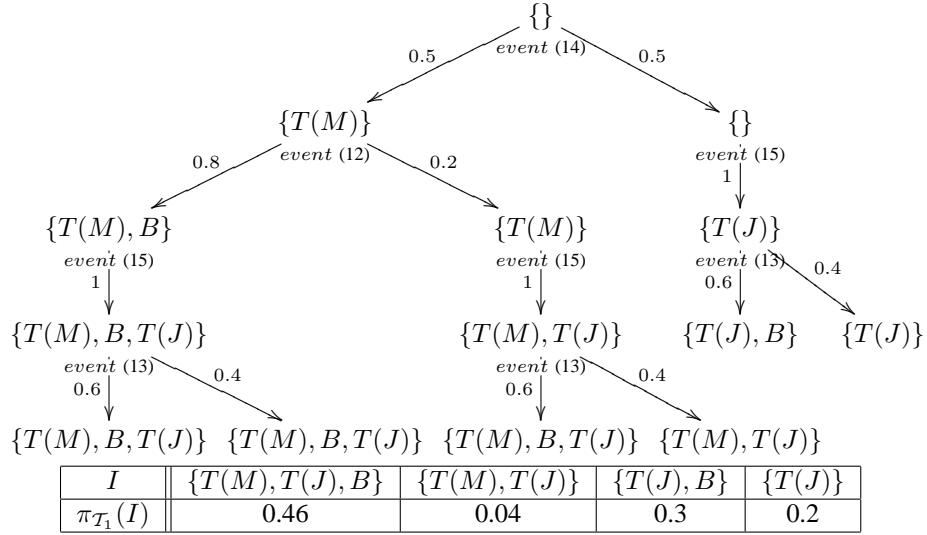 {}
event (14)
0.5 0.5
{T(M)} {}
event (12) event (15)
0.8 0.2 1
{T(M), B} {T(M)} {T(J)}
event (15) event (15) event (13)
1 1 0.6 0.4
{T(M), B, T(J)} {T(M), T(J)} {T(J), B} {T(J)}
event (13) event (13)
0.6 0.4 0.6 0.4
{T(M), B, T(J)} {T(M), B, T(J)} {T(M), B, T(J)} {T(M), T(J)}
I {T(M), T(J), B} {T(M), T(J)} {T(J), B} {T(J)}
π_{𝒯₁}(I) 0.46 0.04 0.3 0.2